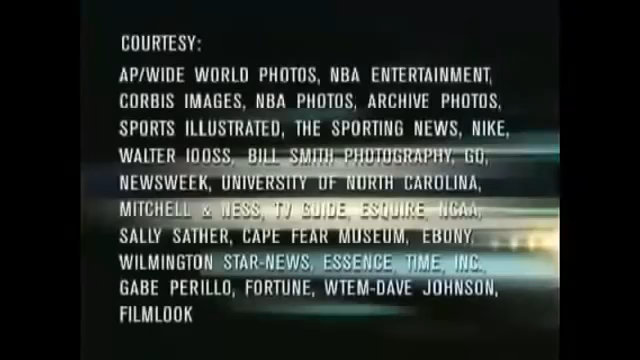 COURTESY:
AP/WIDE WORLD PHOTOS, NBA ENTERTAINMENT,
CORBIS IMAGES, NBA PHOTOS, ARCHIVE PHOTOS,
SPORTS ILLUSTRATED, THE SPORTING NEWS, NIKE,
WALTER IOOSS, BILL SMITH PHOTOGRAPHY, GQ,
NEWSWEEK, UNIVERSITY OF NORTH CAROLINA,
MITCHELL & NESS, TV GUIDE, ESQUIRE, NCAA,
SALLY SATHER, CAPE FEAR MUSEUM, EBONY,
WILMINGTON STAR-NEWS, ESSENCE, TIME, INC.,
GABE PERILLO, FORTUNE, WTEM-DAVE JOHNSON,
FILMLOOK